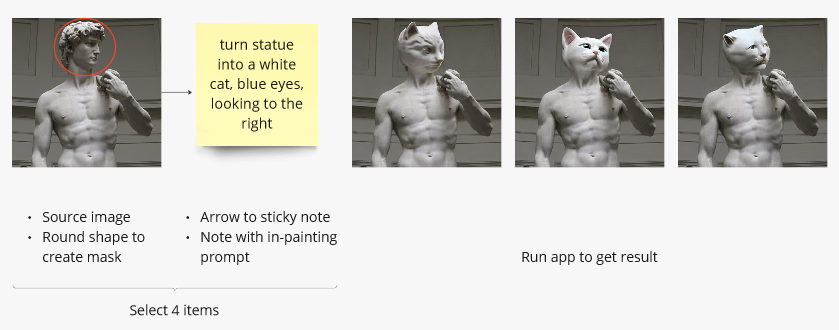 turn statue
into a white
cat, blue eyes,
looking to the
right
• Source image
• Round shape to
create mask
• Arrow to sticky note
• Note with in-painting
prompt
Select 4 items
Run app to get result